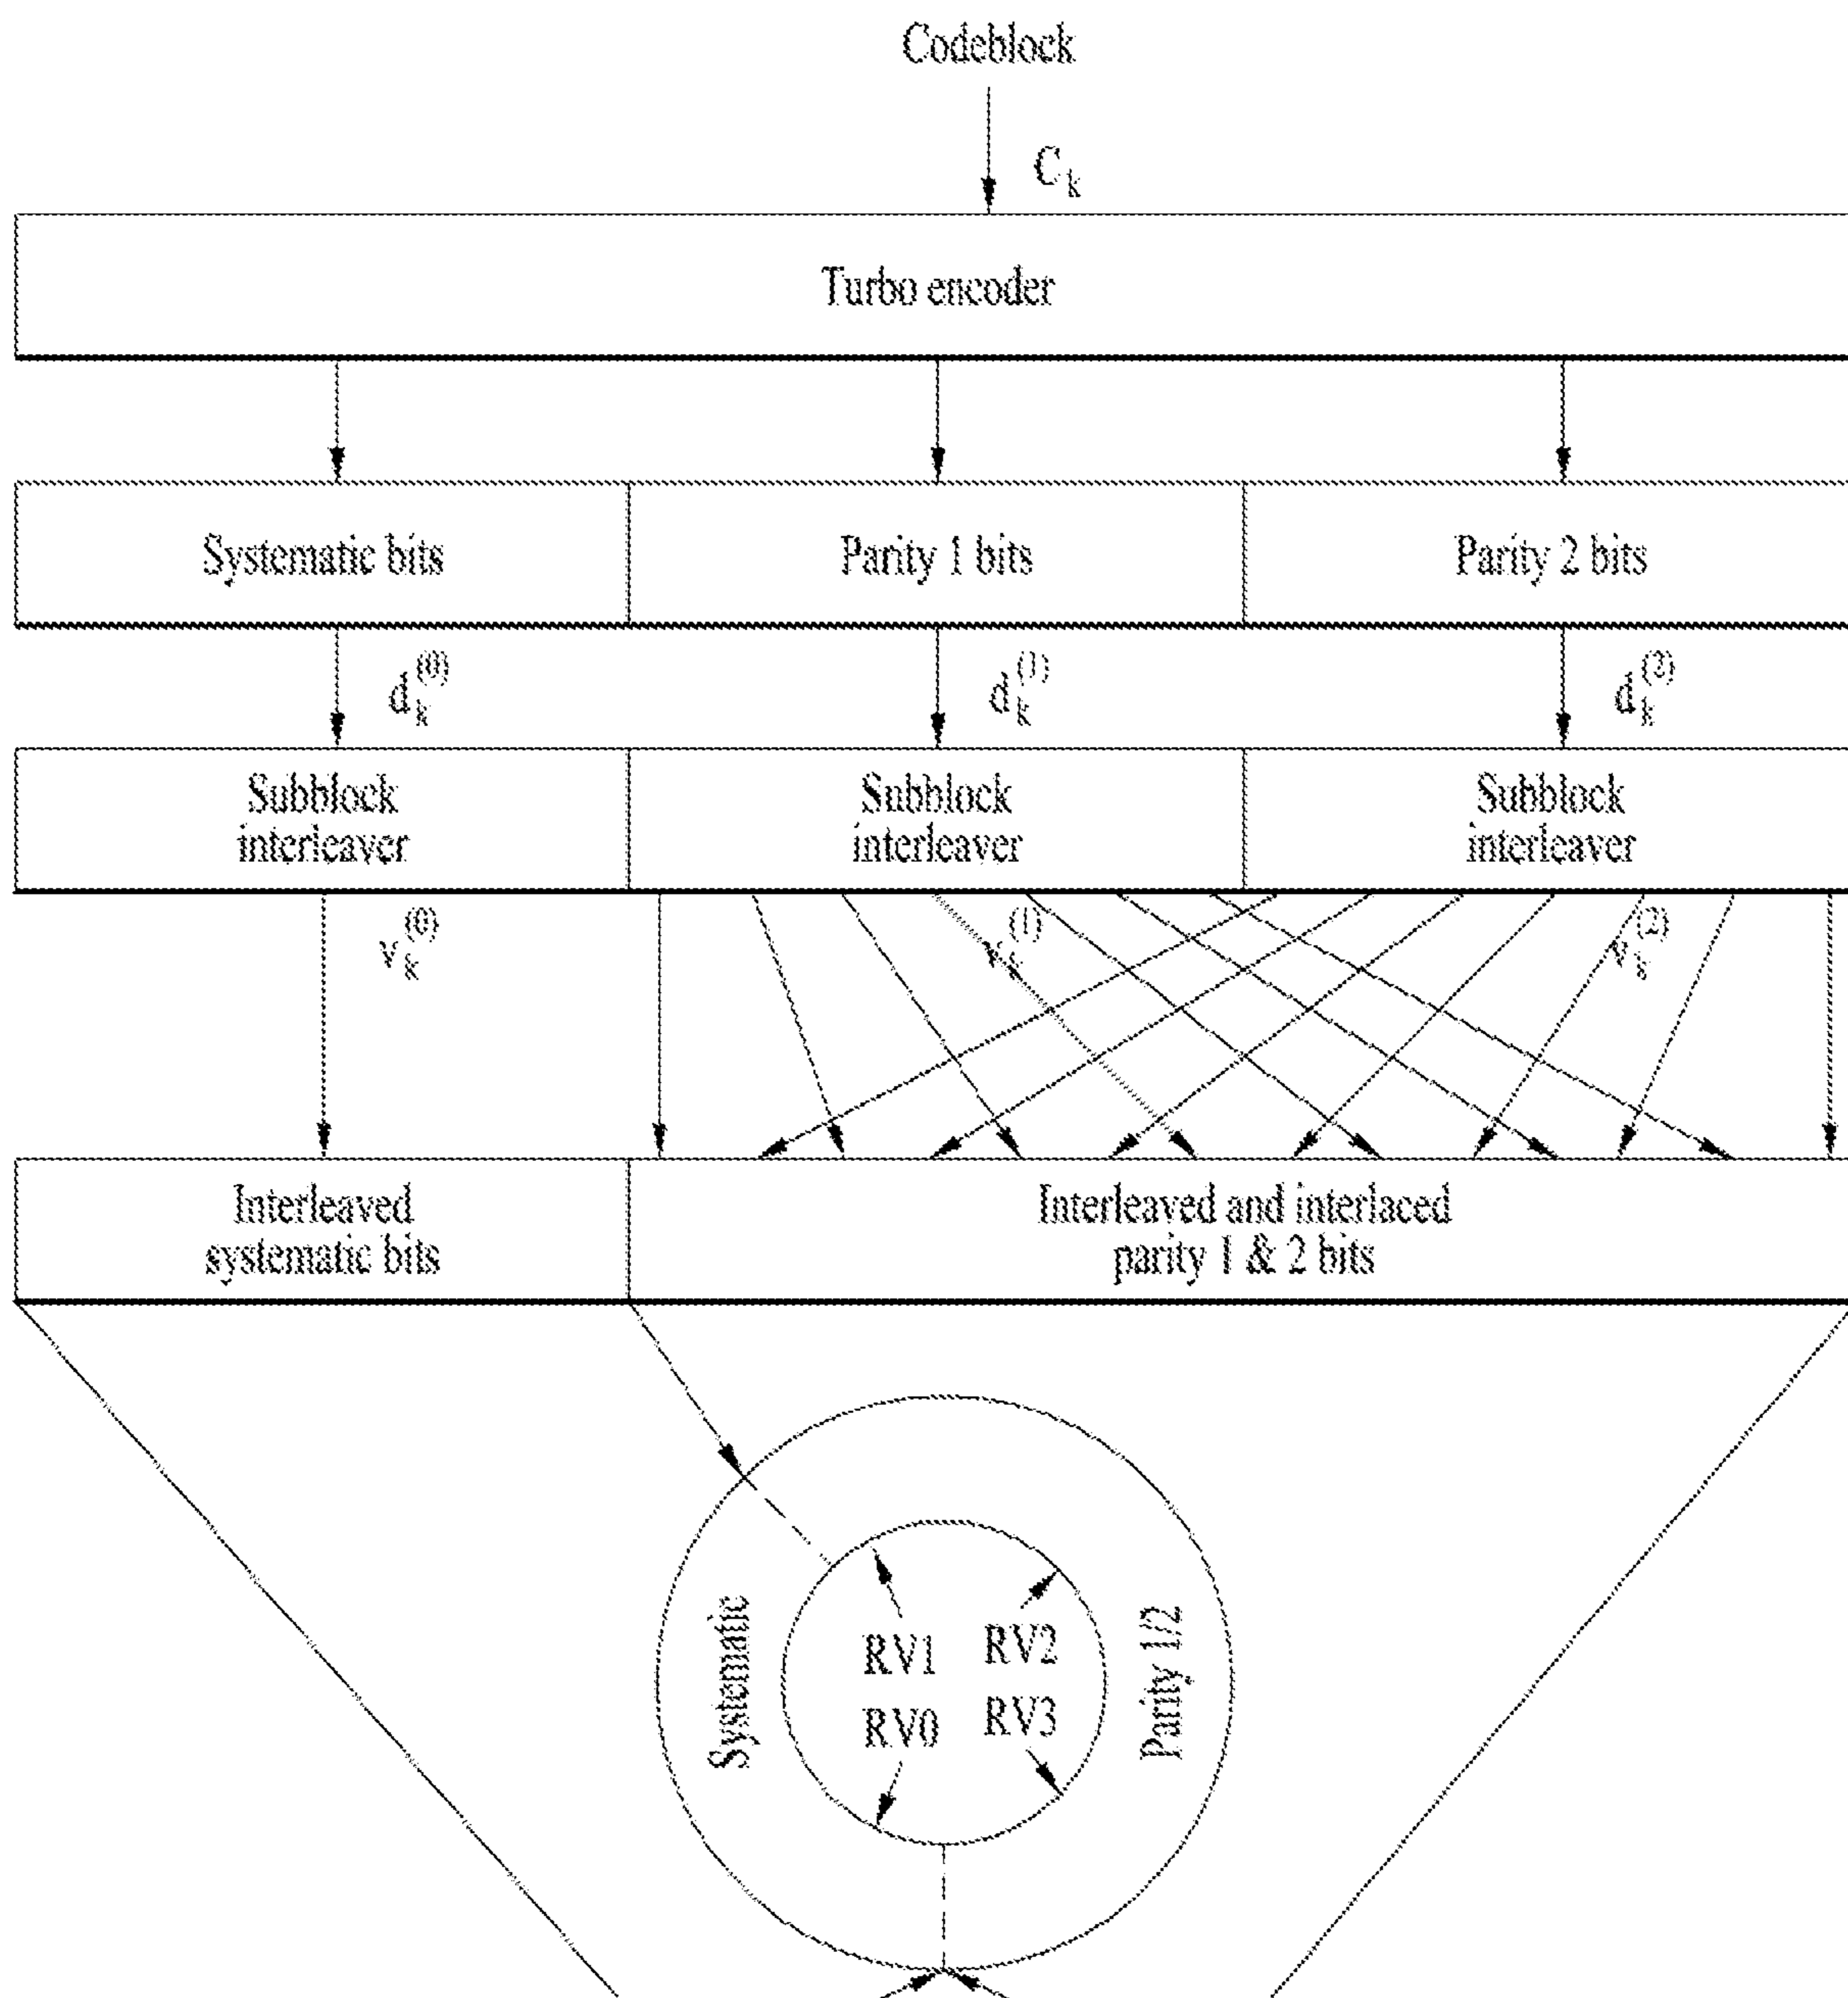 Codeblock
C_k
Turbo encoder
Systematic bits
Parity 1 bits
Parity 2 bits
d_k^(0)
d_k^(1)
d_k^(2)
Subblock
interleaver
Subblock
interleaver
Subblock
interleaver
v_k^(0)
v_k^(1)
v_k^(2)
Interleaved
systematic bits
Interleaved and interlaced
parity 1 & 2 bits
Systematic
RV1
RV2
RV0
RV3
Parity 1/2